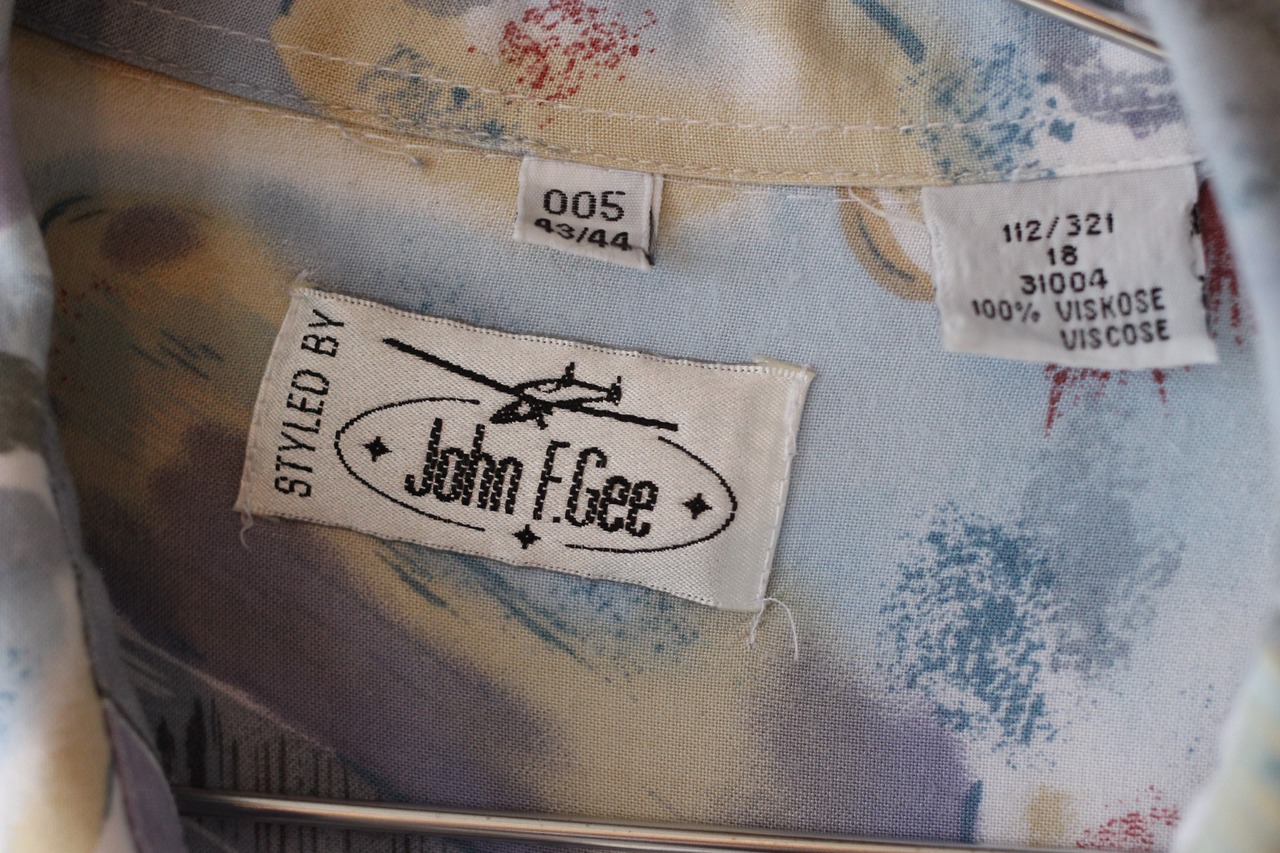 005
43/44
112/321
18
31004
100% VISKOSE
VISCOSE
STYLED BY
John F.Gee